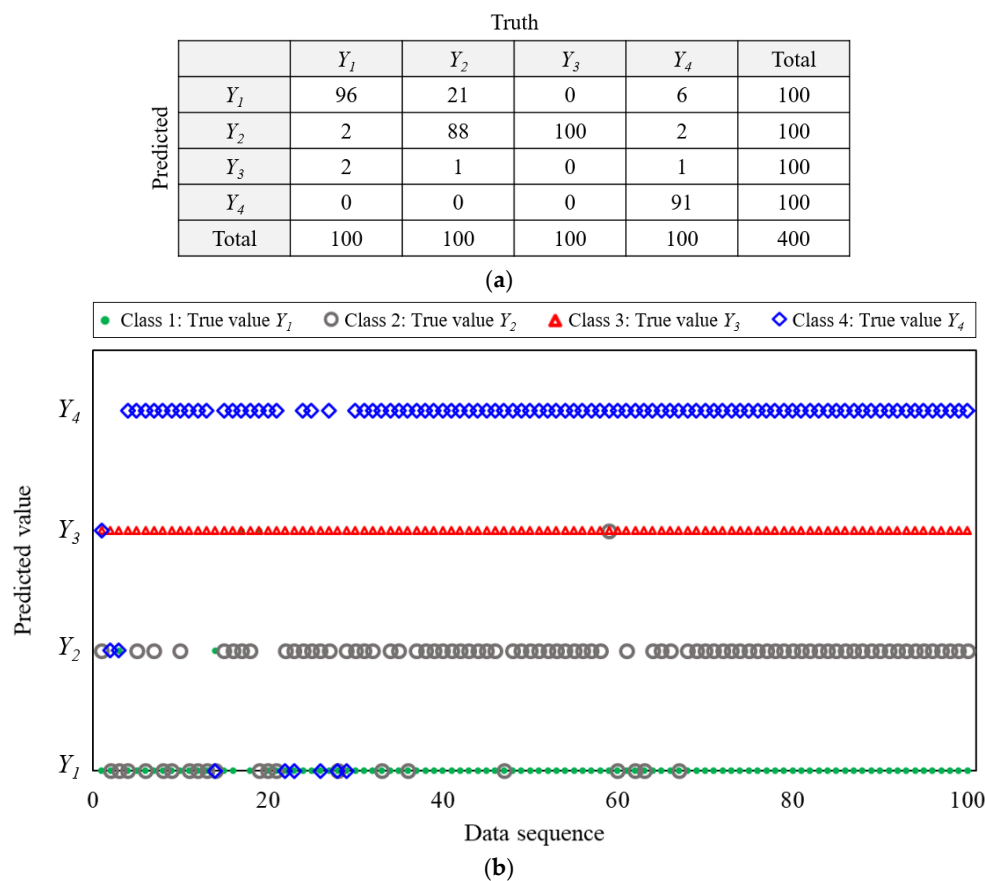 Truth
Predicted
Y1 Y2 Y3 Y4 Total
Y1 96 21 0 6 100
Y2 2 88 100 2 100
Y3 2 1 0 1 100
Y4 0 0 0 91 100
Total 100 100 100 100 400
(a)
Class 1: True value Y1 Class 2: True value Y2 Class 3: True value Y3 Class 4: True value Y4
Predicted value
Y4
Y3
Y2
Y1
0 20 40 60 80 100
Data sequence
(b)